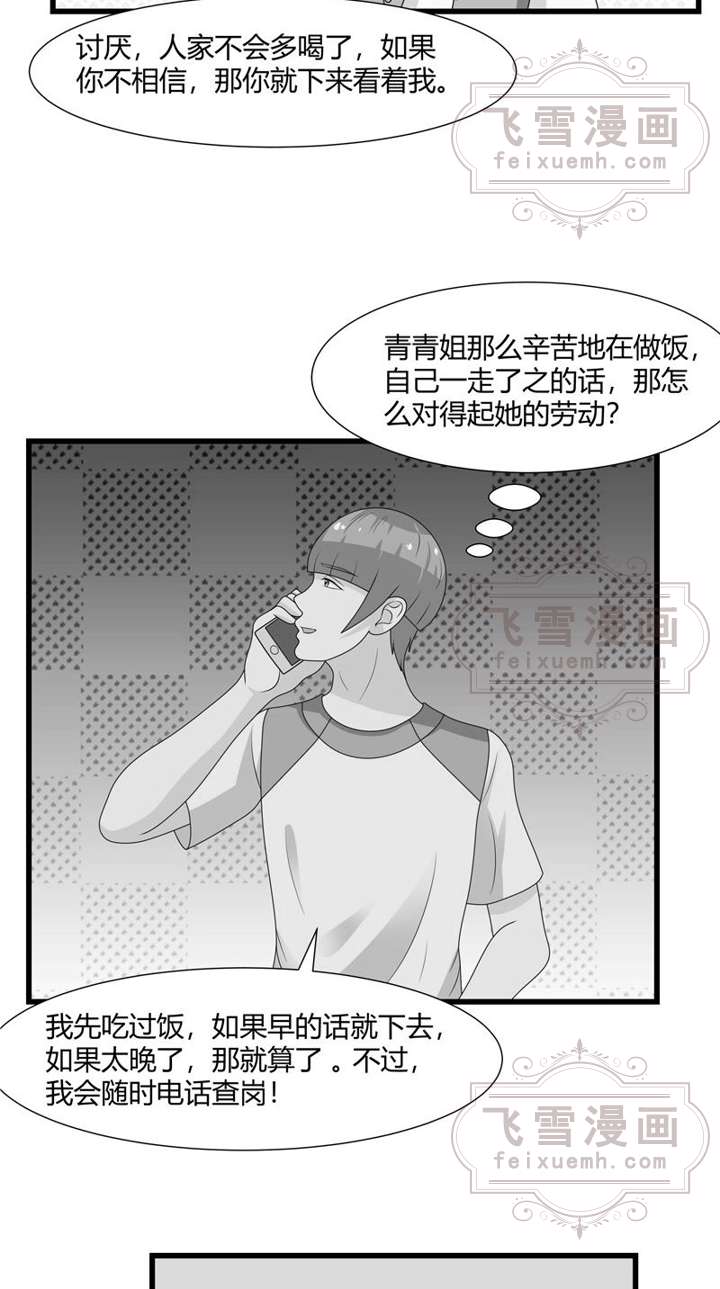 讨厌，人家不会多喝了，如果
你不相信，那你就下来看着我。
飞雪漫画
feixuemh.com
青青姐那么辛苦地在做饭，
自己一走了之的话，那怎
么对得起她的劳动？
飞雪漫画
feixuemh.com
我先吃过饭，如果早的话就下去，
如果太晚了，那就算了 。不过，
我会随时电话查岗！
飞雪漫画
feixuemh.com